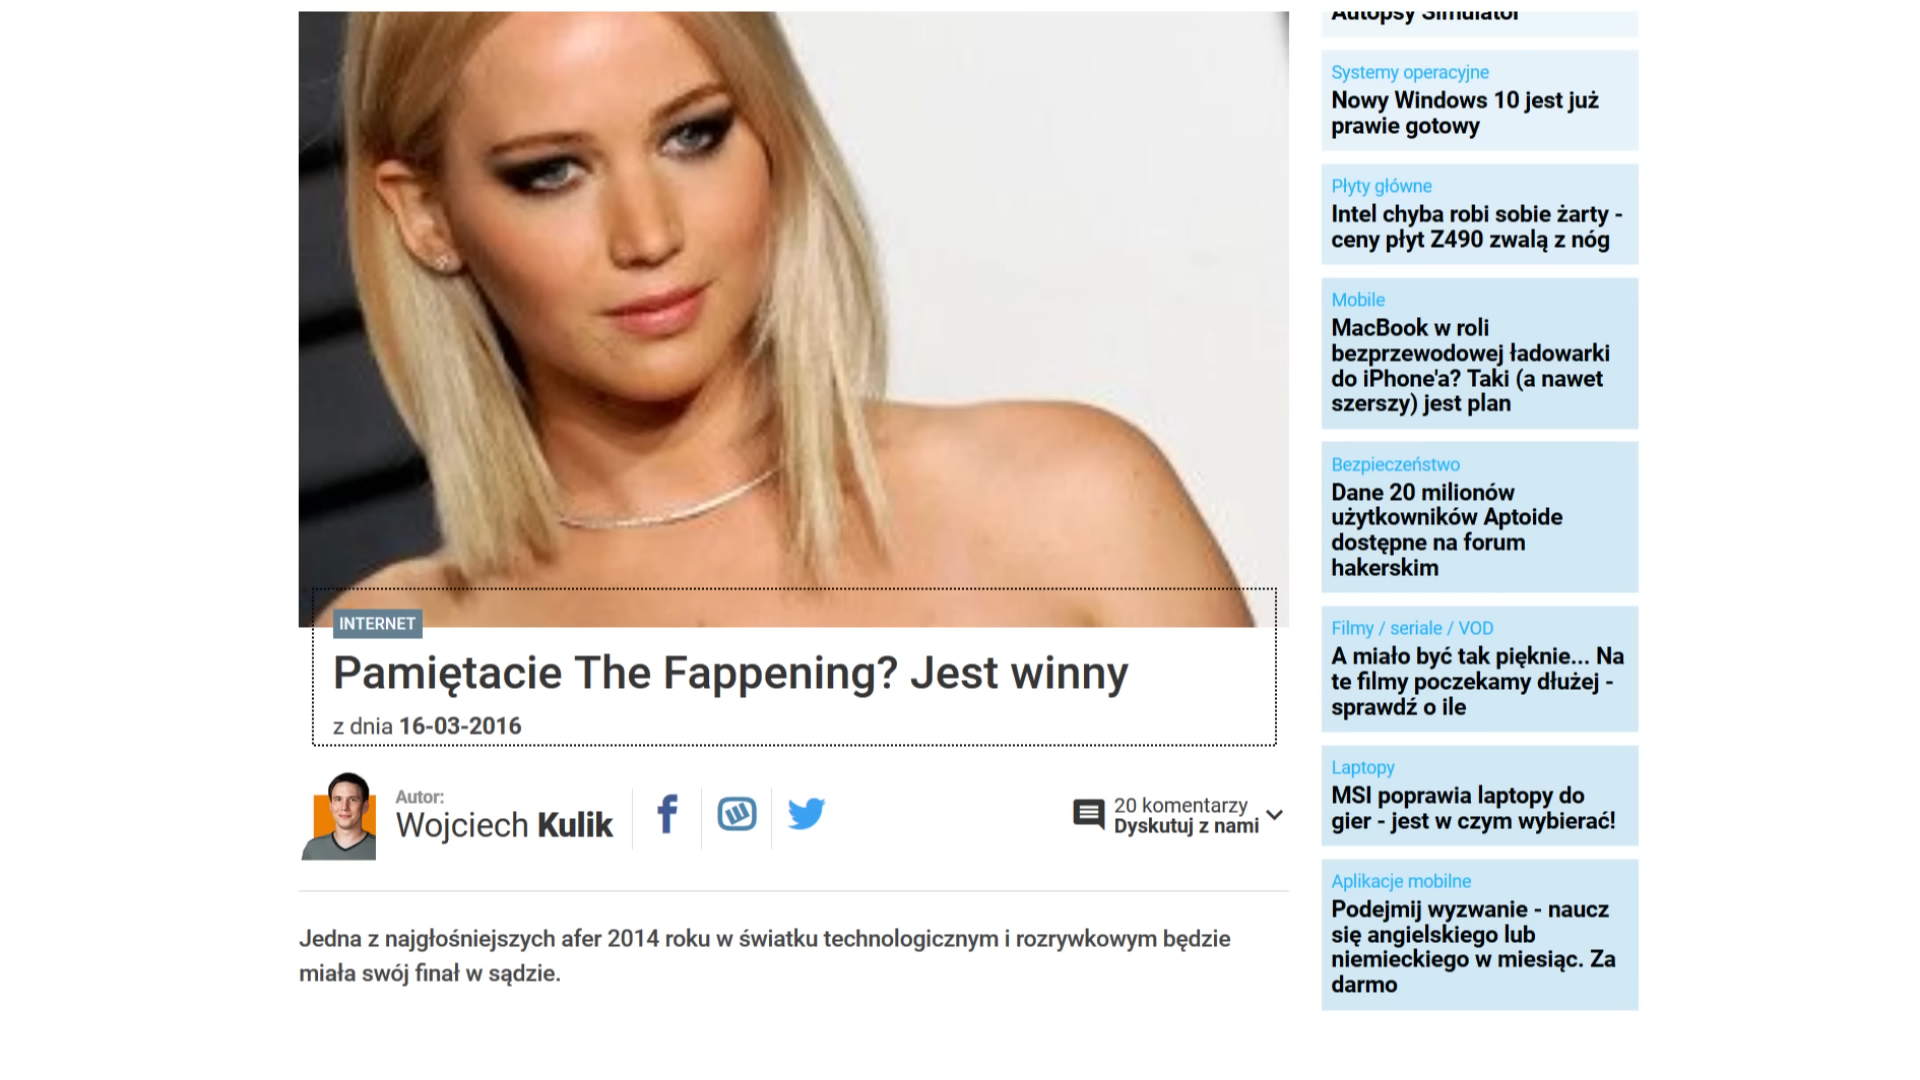 INTERNET
Pamiętacie The Fappening? Jest winny
z dnia 16-03-2016
Autor:
Wojciech Kulik
20 komentarzy
Dyskutuj z nami
Jedna z najgłośniejszych afer 2014 roku w światku technologicznym i rozrywkowym będzie
miała swój finał w sądzie.
Autopsy Simulator
Systemy operacyjne
Nowy Windows 10 jest już
prawie gotowy
Płyty główne
Intel chyba robi sobie żarty -
ceny płyt Z490 zwalą z nóg
Mobile
MacBook w roli
bezprzewodowej ładowarki
do iPhone'a? Taki (a nawet
szerszy) jest plan
Bezpieczeństwo
Dane 20 milionów
użytkowników Aptoide
dostępne na forum
hakerskim
Filmy / seriale / VOD
A miało być tak pięknie... Na
te filmy poczekamy dłużej -
sprawdź o ile
Laptopy
MSI poprawia laptopy do
gier - jest w czym wybierać!
Aplikacje mobilne
Podejmij wyzwanie - naucz
się angielskiego lub
niemieckiego w miesiąc. Za
darmo